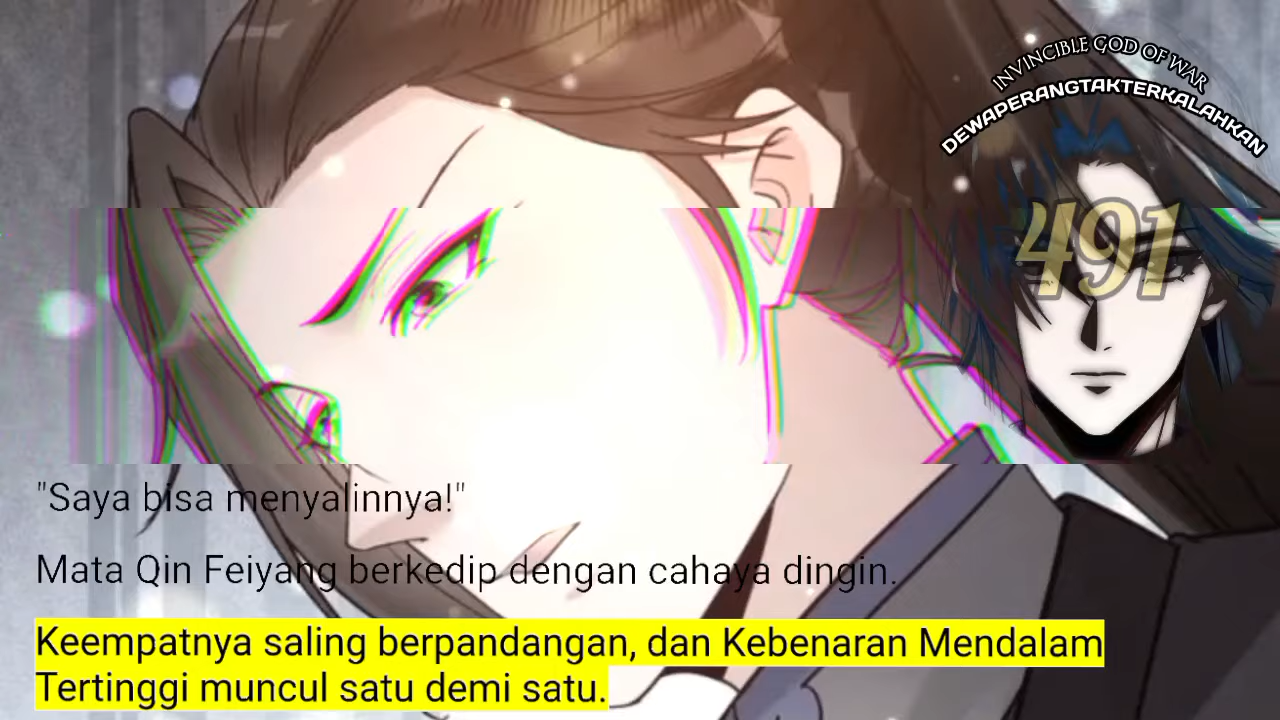 INVINCIBLE GOD OF WAR
DEWAPERANGTAKTERKALAHKAN
491
"Saya bisa menyalinnya!"
Mata Qin Feiyang berkedip dengan cahaya dingin.
Keempatnya saling berpandangan, dan Kebenaran Mendalam
Tertinggi muncul satu demi satu.